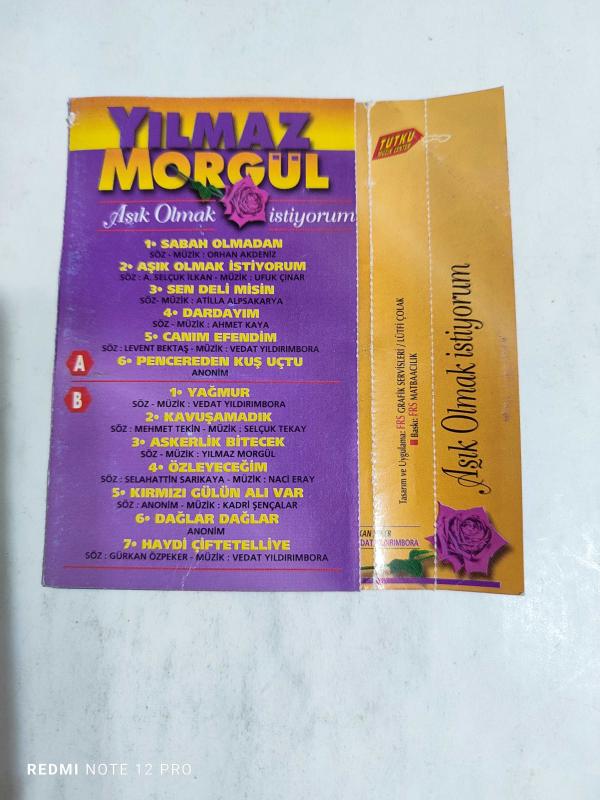 YILMAZ
MORGÜL
Aşık Olmak istiyorum
1• SABAH OLMADAN
SÖZ - MÜZİK : ORHAN AKDENİZ
2• AŞIK OLMAK İSTİYORUM
SÖZ : A. SELÇUK İLKAN - MÜZİK : UFUK ÇINAR
3• SEN DELİ MİSİN
SÖZ- MÜZİK : ATİLLA ALPSAKARYA
4• DARDAYIM
SÖZ - MÜZİK : AHMET KAYA
5• CANIM EFENDİM
SÖZ : LEVENT BEKTAŞ - MÜZİK : VEDAT YILDIRIMBORA
A
6• PENCEREDEN KUŞ UÇTU
ANONİM
B
1• YAĞMUR
SÖZ - MÜZİK : VEDAT YILDIRIMBORA
2• KAVUŞAMADIK
SÖZ : MEHMET TEKİN - MÜZİK : SELÇUK TEKAY
3• ASKERLİK BİTECEK
SÖZ - MÜZİK : YILMAZ MORGÜL
4• ÖZLEYECEĞİM
SÖZ : SELAHATTİN SARIKAYA - MÜZİK : NACİ ERAY
5• KIRMIZI GÜLÜN ALI VAR
SÖZ : ANONİM - MÜZİK : KADRİ ŞENÇALAR
6• DAĞLAR DAĞLAR
ANONİM
7• HAYDİ ÇİFTETELLİYE
SÖZ : GÜRKAN ÖZPEKER - MÜZİK : VEDAT YILDIRIMBORA
TUTKU
MÜZİK CENTER
Tasarım ve Uygulama: FRS GRAFİK SERVİSLERİ / LÜTFİ ÇOLAK
Baskı: FRS MATBAACILIK
DAT YILDIRIMBORA
Aşık Olmak istiyorum
REDMI NOTE 12 PRO